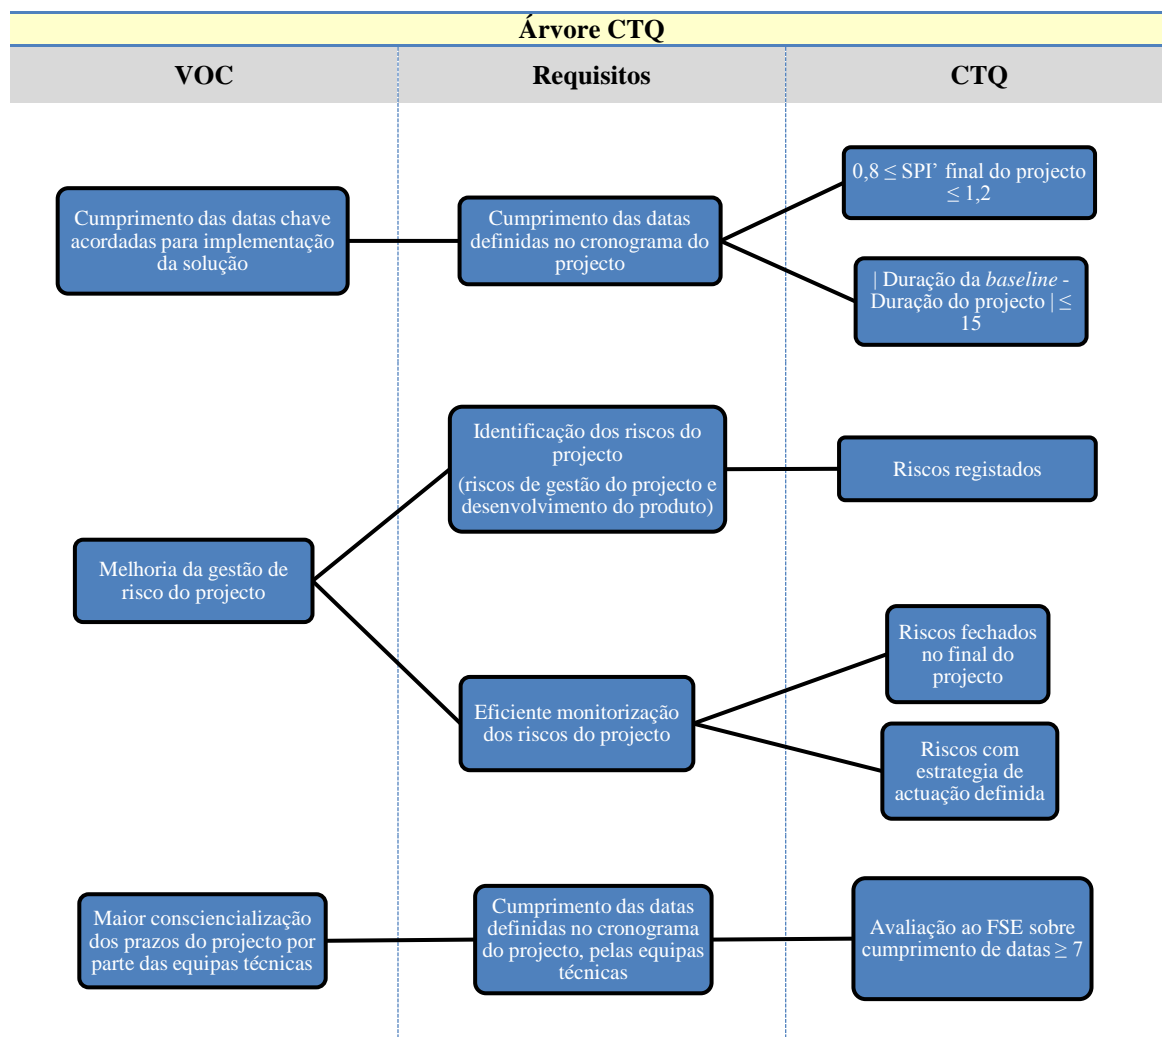 Árvore CTQ
VOC
Requisitos
CTQ
Cumprimento das datas chave
acordadas para implementação
da solução
Cumprimento das datas
definidas no cronograma do
projecto
0,8 ≤ SPI’ final do projecto
≤ 1,2
| Duração da baseline -
Duração do projecto | ≤
15
Melhoria da gestão de
risco do projecto
Identificação dos riscos do
projecto
(riscos de gestão do projecto e
desenvolvimento do produto)
Riscos registados
Eficiente monitorização
dos riscos do projecto
Riscos fechados
no final do
projecto
Riscos com
estrategia de
actuação definida
Maior consciencialização
dos prazos do projecto por
parte das equipas técnicas
Cumprimento das datas
definidas no cronograma
do projecto, pelas equipas
técnicas
Avaliação ao FSE sobre
cumprimento de datas ≥ 7